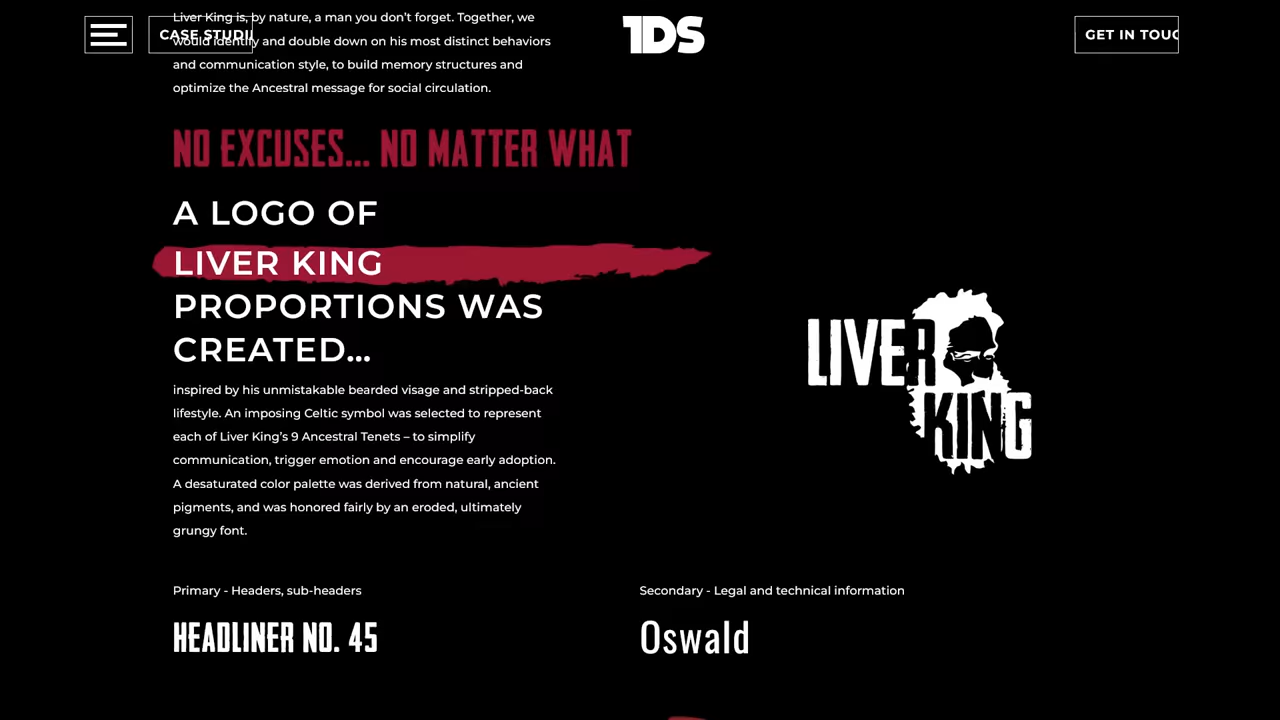 Liver King is, by nature, a man you don’t forget. Together, we
CASE STUDI
1DS
GET IN TOUC
would identify and double down on his most distinct behaviors
and communication style, to build memory structures and
optimize the Ancestral message for social circulation.
NO EXCUSES... NO MATTER WHAT
A LOGO OF
LIVER KING
PROPORTIONS WAS
CREATED...
inspired by his unmistakable bearded visage and stripped-back
lifestyle. An imposing Celtic symbol was selected to represent
each of Liver King’s 9 Ancestral Tenets – to simplify
communication, trigger emotion and encourage early adoption.
A desaturated color palette was derived from natural, ancient
pigments, and was honored fairly by an eroded, ultimately
grungy font.
LIVER
KING
Primary - Headers, sub-headers
HEADLINER NO. 45
Secondary - Legal and technical information
Oswald